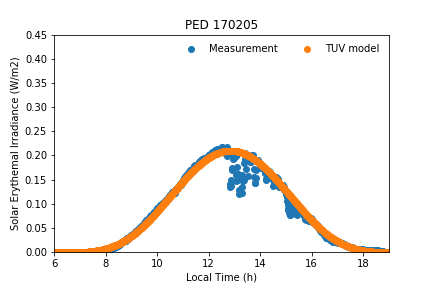 PED 170205
Measurement
TUV model
Solar Erythemal Irradiance (W/m2)
0.45
0.40
0.35
0.30
0.25
0.20
0.15
0.10
0.05
0.00
6 8 10 12 14 16 18
Local Time (h)